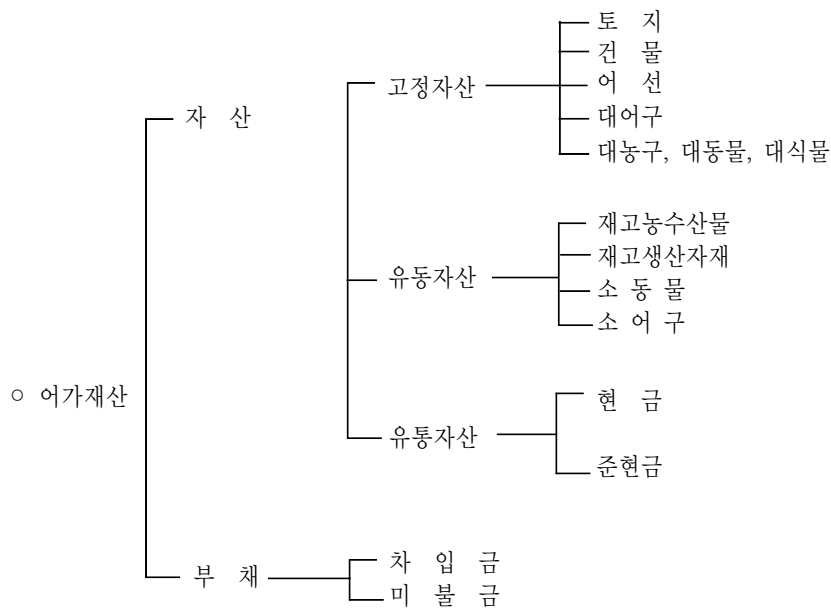 토 지
건 물
고정자산
어 선
자 산
대어구
대농구, 대동물, 대식물
재고농수산물
재고생산자재
유동자산
소 동 물
소 어 구
○ 어가재산
현 금
유통자산
준현금
차 입 금
부 채
미 불 금